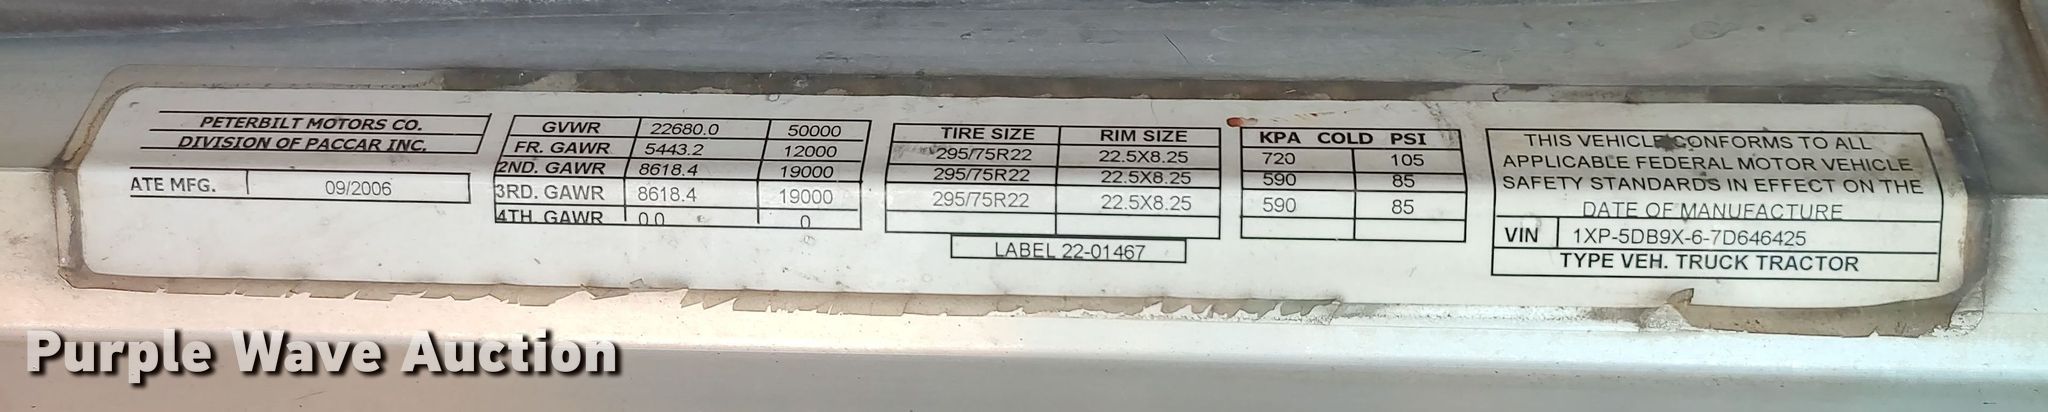 PETERBILT MOTORS CO.
DIVISION OF PACCAR INC.
ATE MFG. 09/2006
GVWR 22680.0 50000
FR. GAWR 5443.2 12000
2ND. GAWR 8618.4 19000
3RD. GAWR 8618.4 19000
4TH. GAWR 0.0 0
TIRE SIZE RIM SIZE
295/75R22 22.5X8.25
295/75R22 22.5X8.25
295/75R22 22.5X8.25
LABEL 22-01467
KPA COLD PSI
720 105
590 85
590 85
THIS VEHICLE CONFORMS TO ALL
APPLICABLE FEDERAL MOTOR VEHICLE
SAFETY STANDARDS IN EFFECT ON THE
DATE OF MANUFACTURE
VIN 1XP-5DB9X-6-7D646425
TYPE VEH. TRUCK TRACTOR
Purple Wave Auction